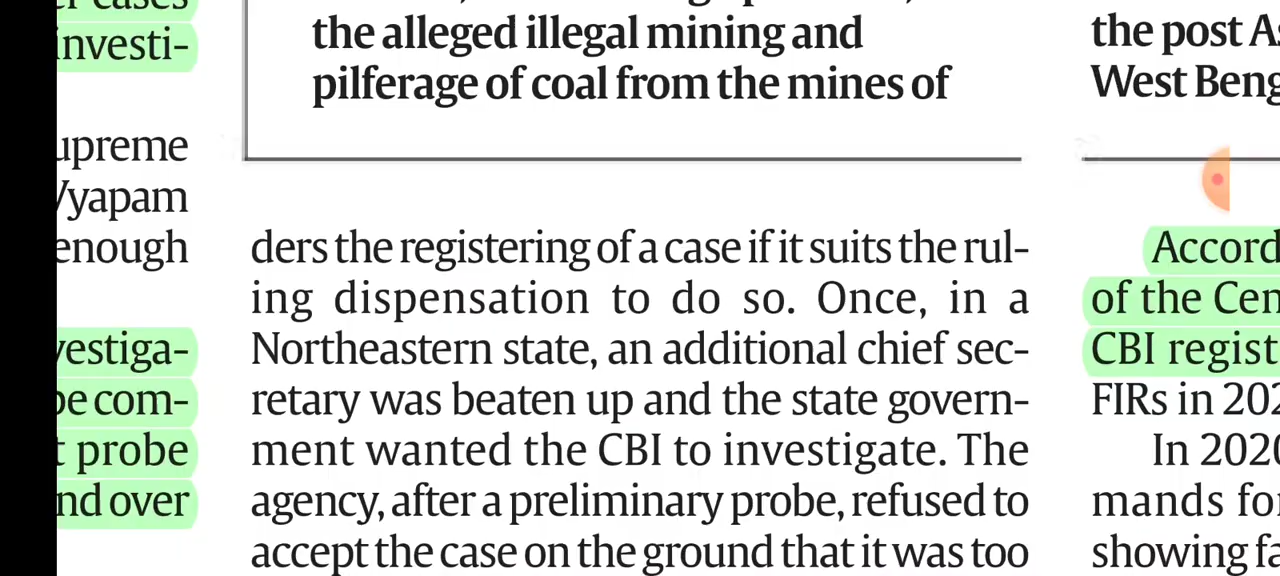 investi-
upreme
Vyapam
enough
vestiga-
be com-
t probe
nd over
the alleged illegal mining and
pilferage of coal from the mines of
ders the registering of a case if it suits the rul-
ing dispensation to do so. Once, in a
Northeastern state, an additional chief sec-
retary was beaten up and the state govern-
ment wanted the CBI to investigate. The
agency, after a preliminary probe, refused to
accept the case on the ground that it was too
the post As
West Beng
Accord
of the Cen
CBI regist
FIRs in 202
In 2020
mands for
showing fa